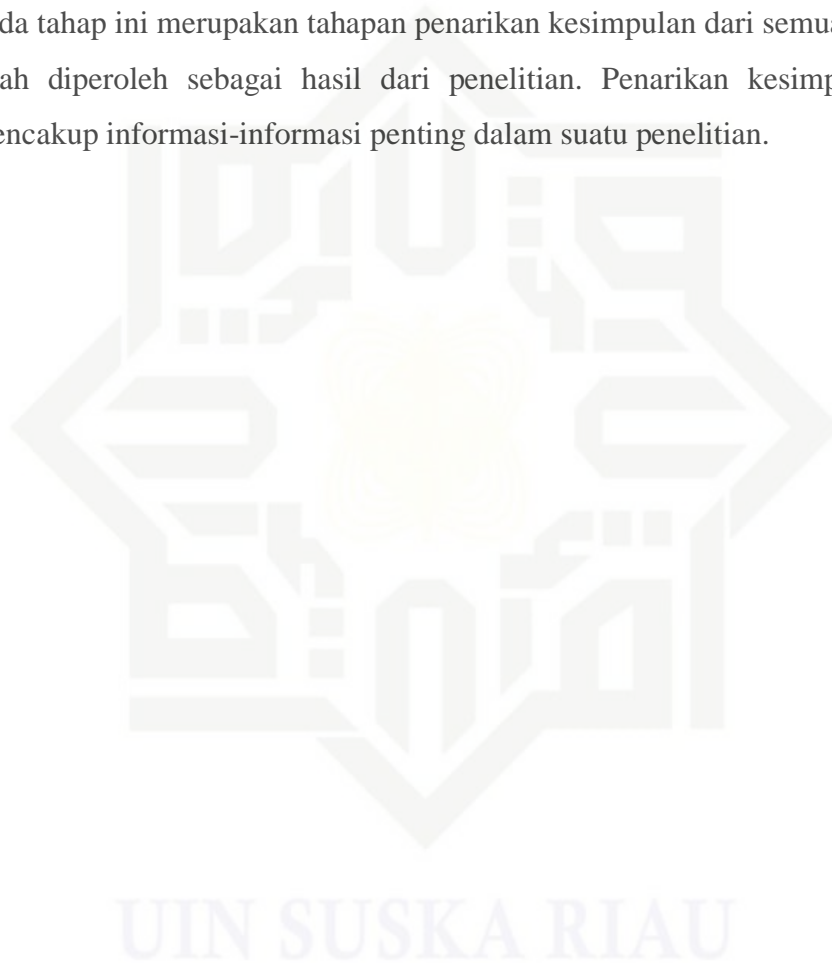 da tahap ini merupakan tahapan penarikan kesimpulan dari semua
ah diperoleh sebagai hasil dari penelitian. Penarikan kesimp
encakup informasi-informasi penting dalam suatu penelitian.
UIN SUSKA RIAU